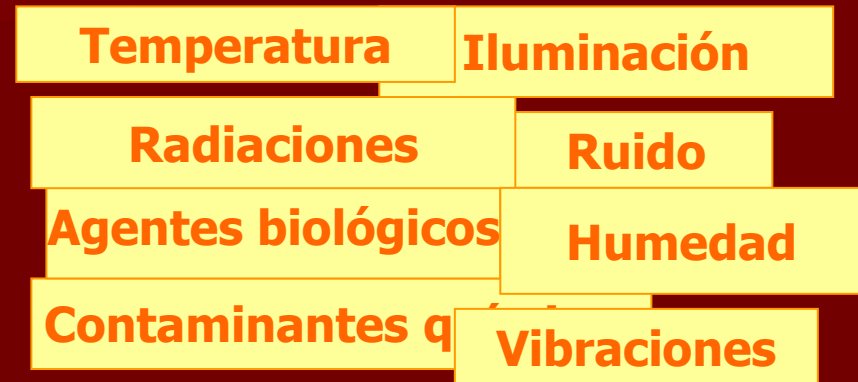 Temperatura
Iluminación
Radiaciones
Ruido
Agentes biológicos
Humedad
Contaminantes
Vibraciones